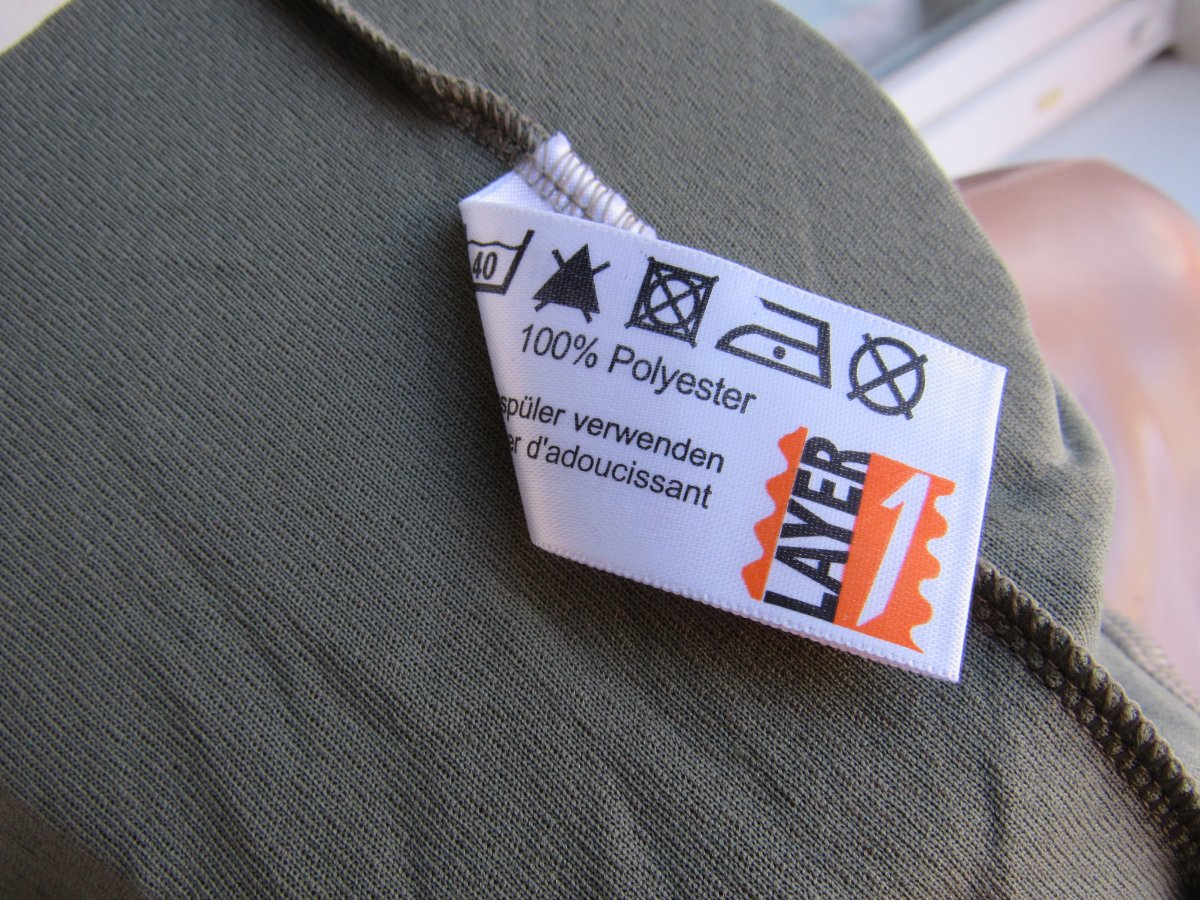 40
100% Polyester
spüler verwenden
er d'adoucissant
LAYER
1